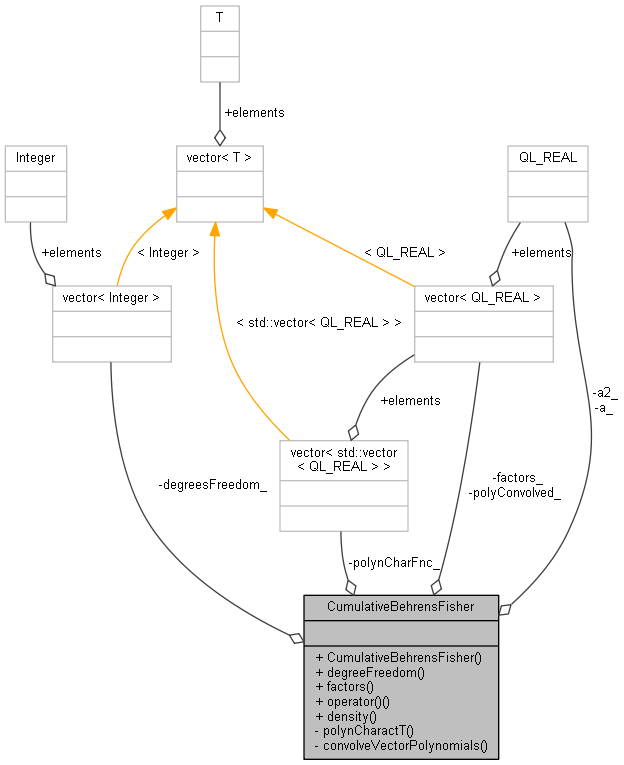 T
+elements
Integer
vector< T >
QL_REAL
+elements
< Integer >
< QL_REAL >
+elements
vector< Integer >
vector< QL_REAL >
< std::vector< QL_REAL > >
-a2_
-a_
+elements
vector< std::vector
< QL_REAL > >
-degreesFreedom_
-factors_
-polyConvolved_
-polynCharFnc_
CumulativeBehrensFisher
+ CumulativeBehrensFisher()
+ degreeFreedom()
+ factors()
+ operator()()
+ density()
- polynCharactT()
- convolveVectorPolynomials()